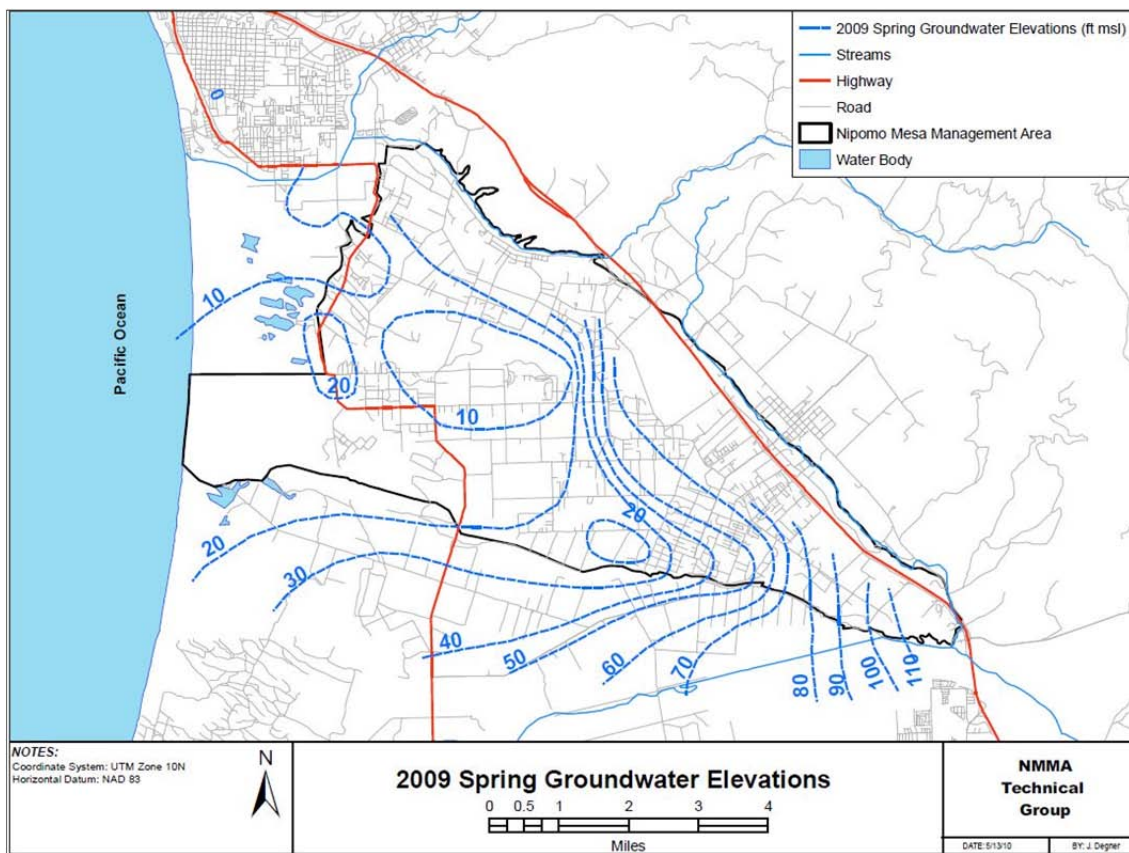 2009 Spring Groundwater Elevations (ft msl)
Streams
Highway
Road
Nipomo Mesa Management Area
Water Body
0
10
Pacific Ocean
20
10
20
20
30
40
50
60
70
80
90
100
110
NOTES:
Coordinate System: UTM Zone 10N
Horizontal Datum: NAD 83
N
2009 Spring Groundwater Elevations
0 0.5 1 2 3 4
Miles
NMMA
Technical
Group
DATE: 5/13/10 BY: J. Degner